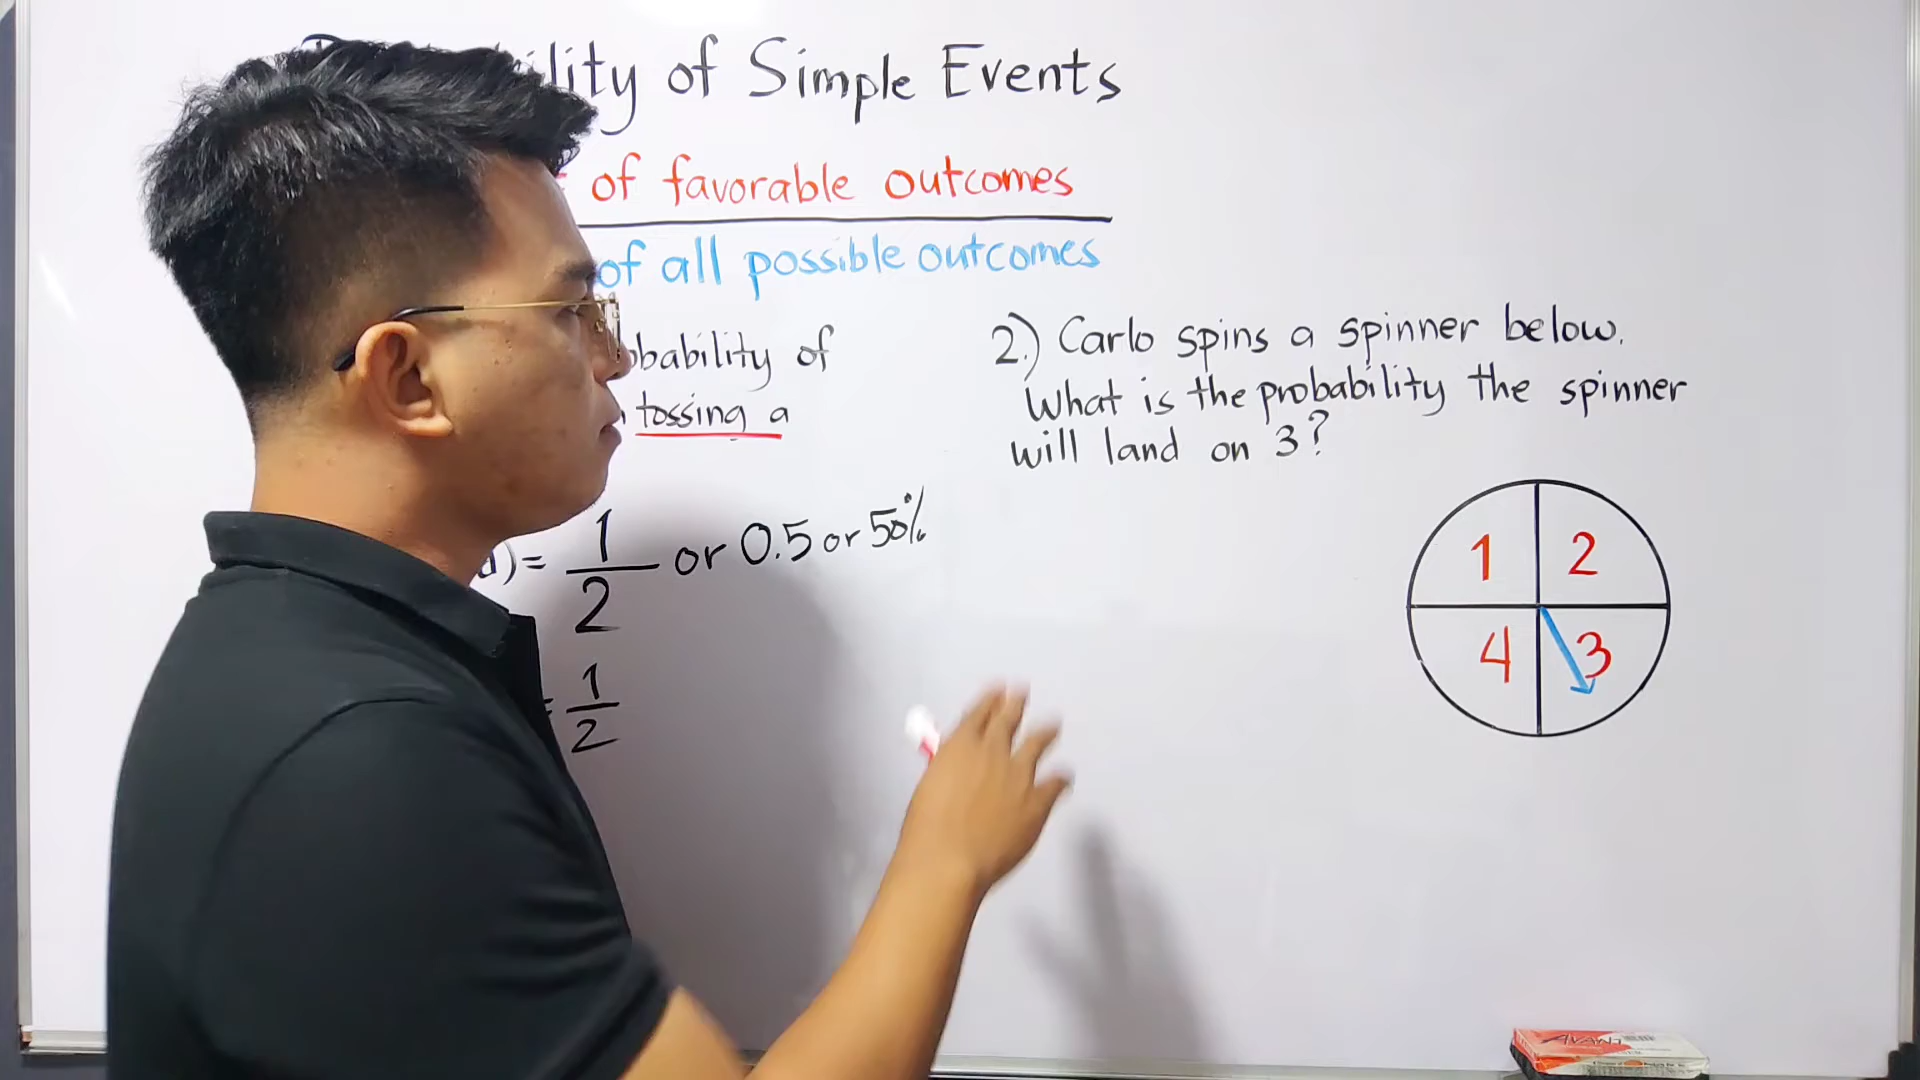 of Simple Events
of favorable outcomes
of all possible outcomes
of
tossing a
= 1/2 or 0.5 or 50%
= 1/2
2.) Carlo spins a spinner below.
What is the probability the spinner
will land on 3?
1 2
4 3